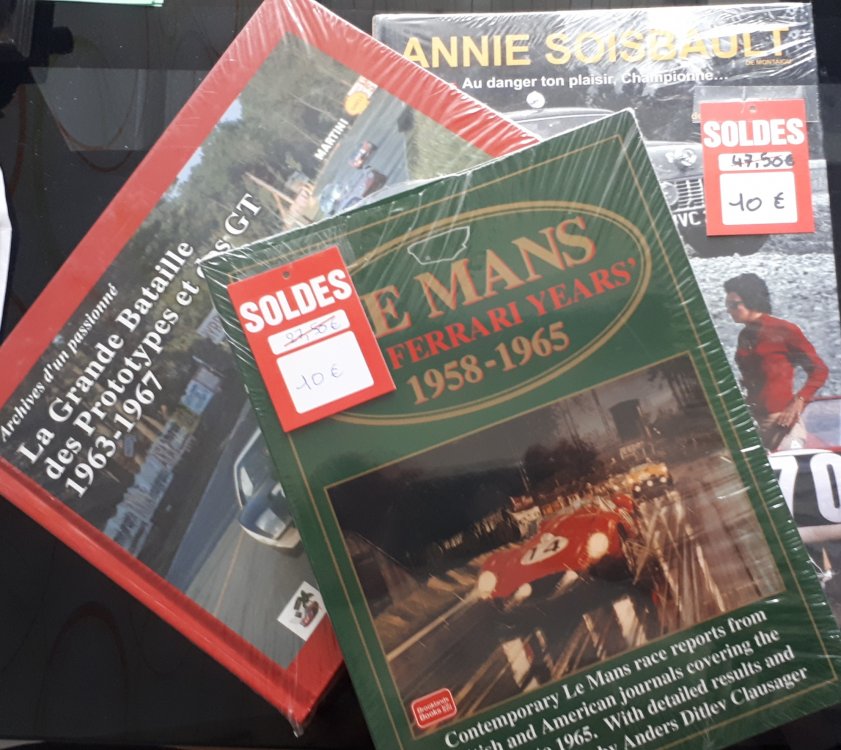 ANNIE SOISBAULT
DE MONTAIGU
Au danger ton plaisir, Championne...
SOLDES
47,50€
10 €
70
MARTINI
Archives d'un passionné
La Grande Bataille
des Prototypes et des GT
1963-1967
LE MANS
FERRARI YEARS'
1958-1965
SOLDES
27,50€
10 €
14
Brooklands
Books
Contemporary Le Mans race reports from
and American journals covering the
1965. With detailed results and
by Anders Ditlev Clausager